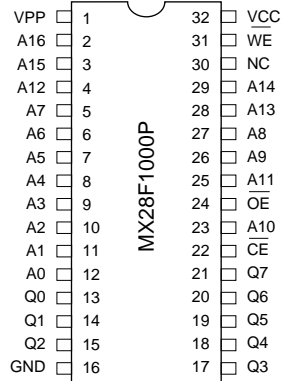 VPP 1 32 VCC
A16 2 31 WE
A15 3 30 NC
A12 4 29 A14
A7 5 28 A13
A6 6 27 A8
A5 7 26 A9
A4 8 25 A11
A3 9 24 OE
A2 10 23 A10
A1 11 22 CE
A0 12 21 Q7
Q0 13 20 Q6
Q1 14 19 Q5
Q2 15 18 Q4
GND 16 17 Q3
MX28F1000P